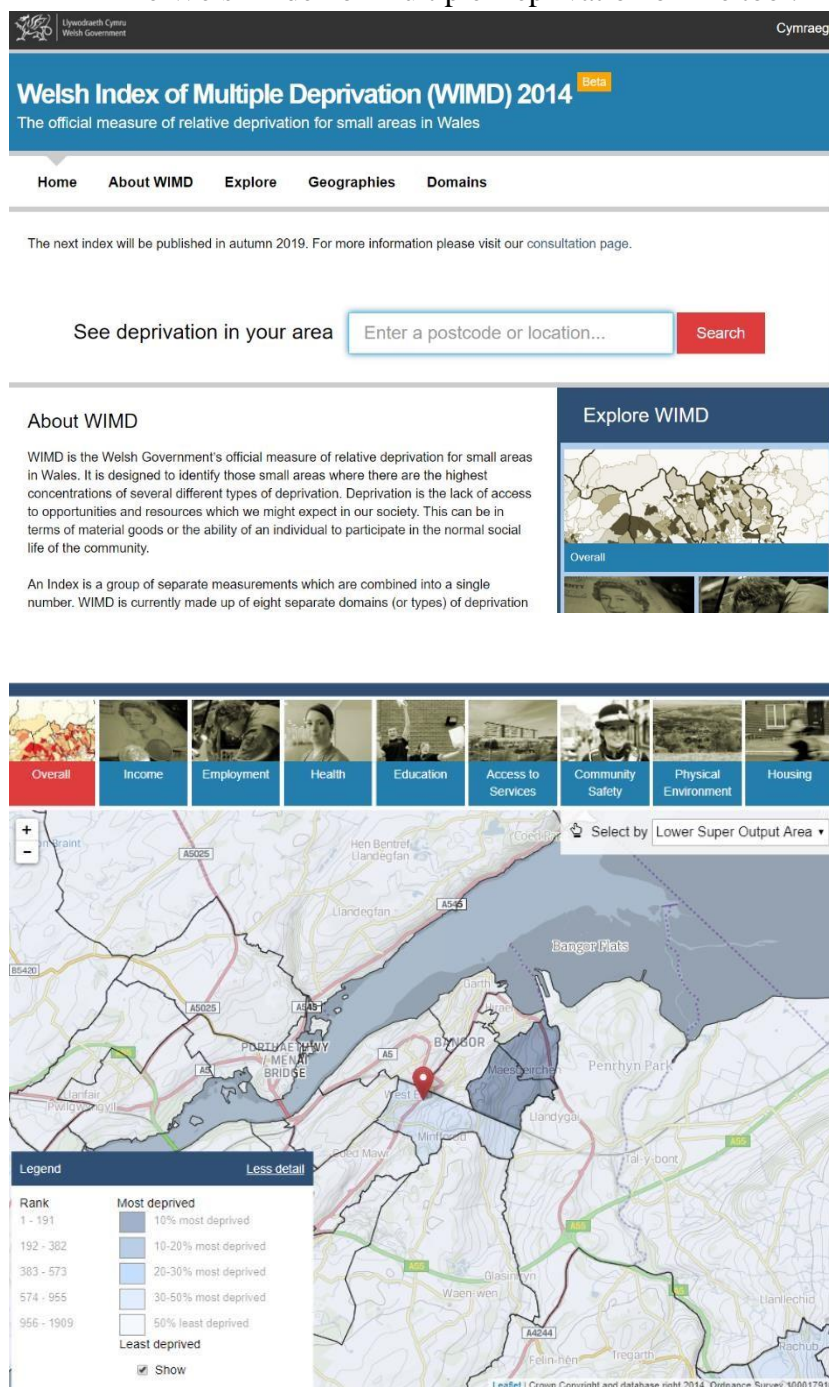 Llywodraeth Cymru
Welsh Government
Cymraeg
Welsh Index of Multiple Deprivation (WIMD) 2014 Beta
The official measure of relative deprivation for small areas in Wales
Home About WIMD Explore Geographies Domains
The next index will be published in autumn 2019. For more information please visit our consultation page.
See deprivation in your area Enter a postcode or location... Search
About WIMD
WIMD is the Welsh Government's official measure of relative deprivation for small areas
in Wales. It is designed to identify those small areas where there are the highest
concentrations of several different types of deprivation. Deprivation is the lack of access
to opportunities and resources which we might expect in our society. This can be in
terms of material goods or the ability of an individual to participate in the normal social
life of the community.
An Index is a group of separate measurements which are combined into a single
number. WIMD is currently made up of eight separate domains (or types) of deprivation
Explore WIMD
Overall
Overall
Income
Employment
Health
Education
Access to
Services
Community
Safety
Physical
Environment
Housing
+
-
Select by Lower Super Output Area
Braint
A5025
Hen Bentref
Llandegfan
Llandegfan
A545
Bangor Flats
B5420
A5025
A545
Garth
Hirael
PORTHAETHWY
MENAI
BRIDGE
A5
A5
BANGOR
Maesgeirchen
Penrhyn Park
Llanfair
Pwllgwyngyll
Minffordd
Llandygai
Coed Mawr
Tal-y-bont
A55
A55
A55
Glasinfryn
Waen-wen
Llanllechid
A4244
Felin-hên
Tregarth
Rachub
Legend Less detail
Rank Most deprived
1 - 191 10% most deprived
192 - 382 10-20% most deprived
383 - 573 20-30% most deprived
574 - 955 30-50% most deprived
956 - 1909 50% least deprived
Least deprived
Show
Leaflet | Crown Copyright and database right 2014, Ordnance Survey